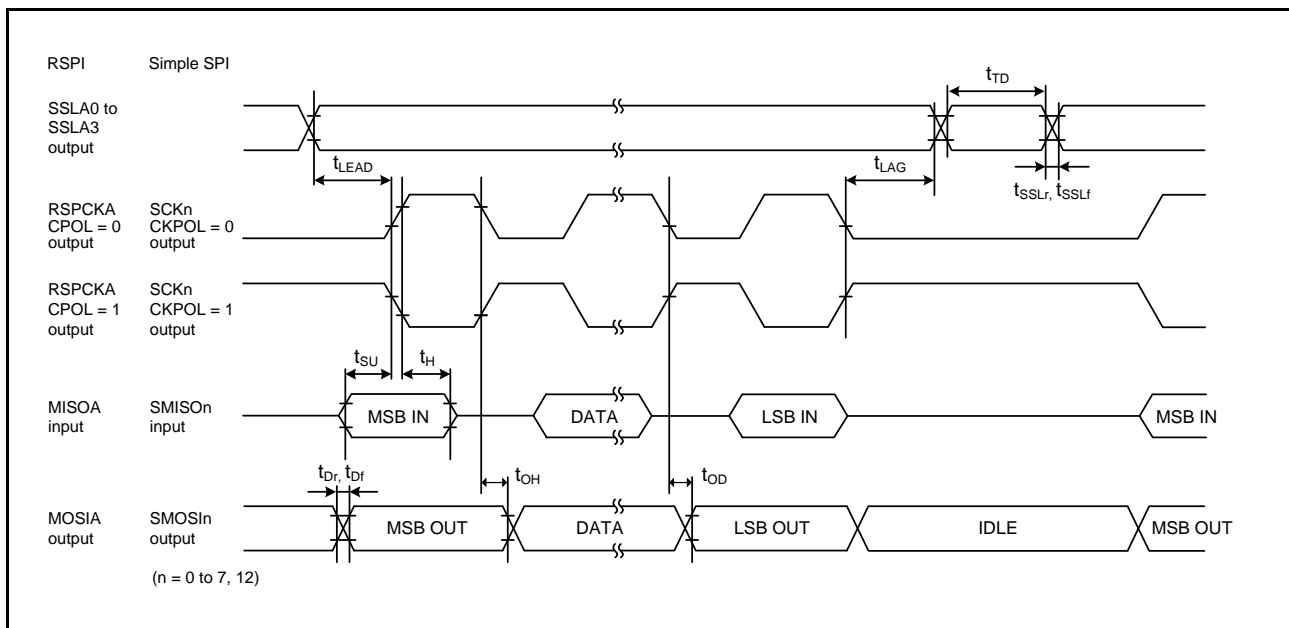 RSPI Simple SPI
SSLA0 to
SSLA3
output
tTD
tLEAD
tLAG
tSSLr, tSSLf
RSPCKA SCKn
CPOL = 0 CKPOL = 0
output output
RSPCKA SCKn
CPOL = 1 CKPOL = 1
output output
tSU tH
MISOA SMISOn
input input
MSB IN DATA LSB IN MSB IN
tDr, tDf tOH tOD
MOSIA SMOSIn
output output
MSB OUT DATA LSB OUT IDLE MSB OUT
(n = 0 to 7, 12)